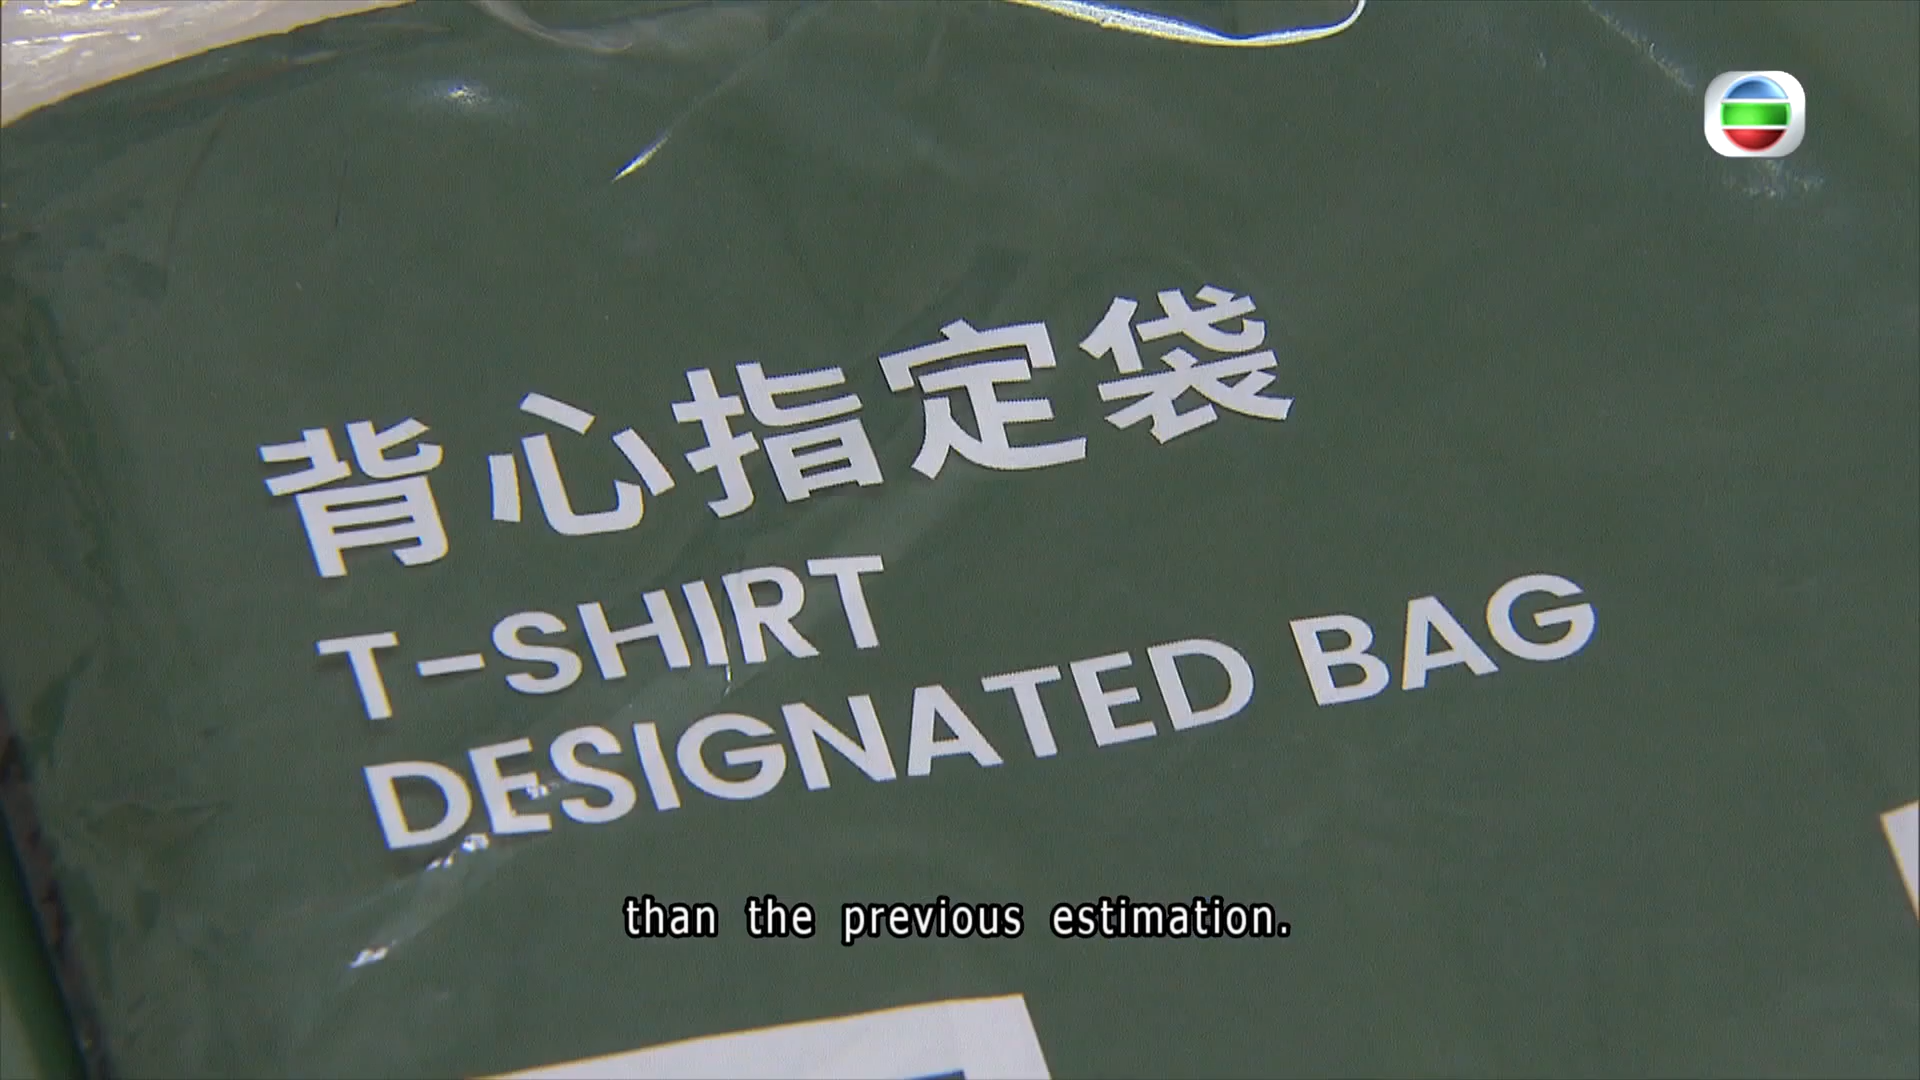 背心指定袋
T-SHIRT
DESIGNATED BAG
than the previous estimation.